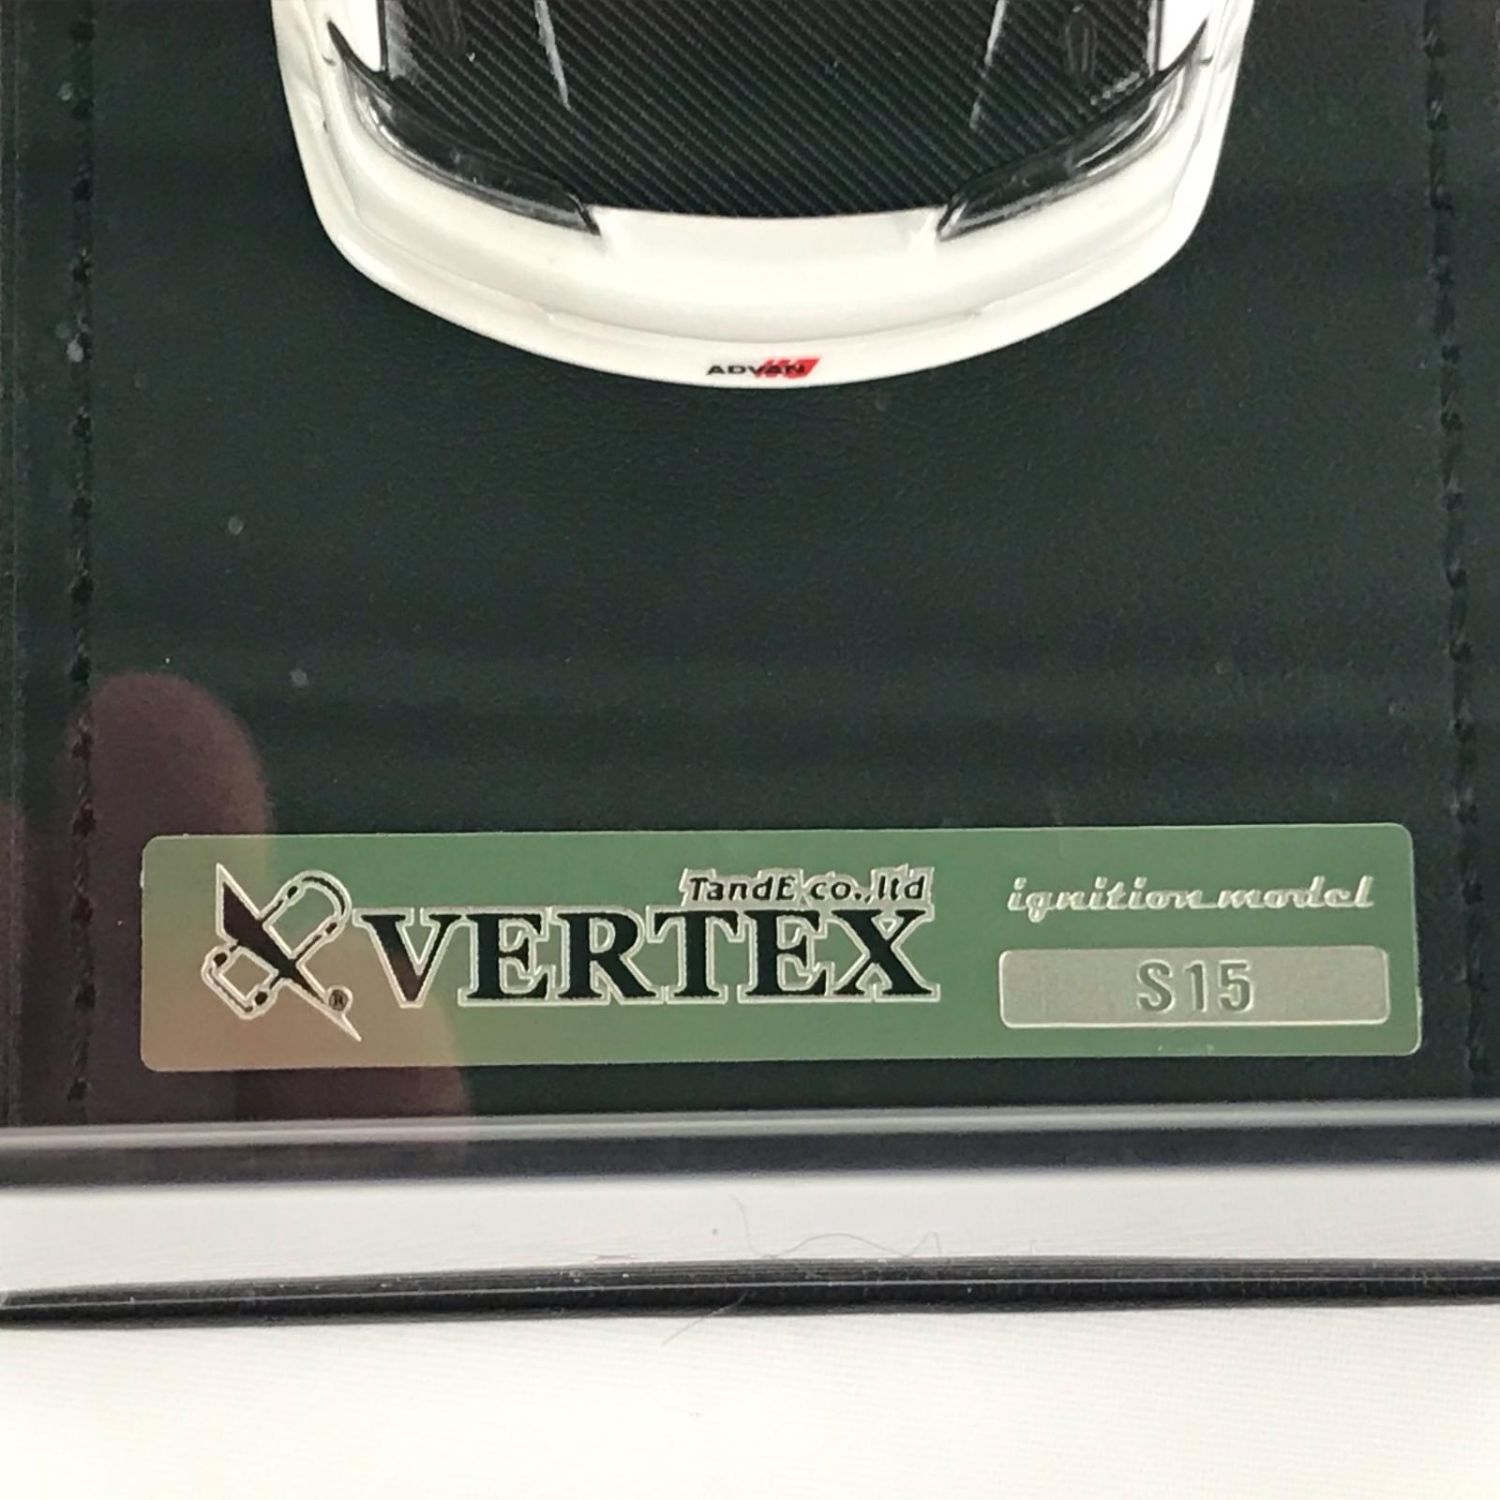 ADVAN
TandE co.,ltd
VERTEX
®
ignition model
S15